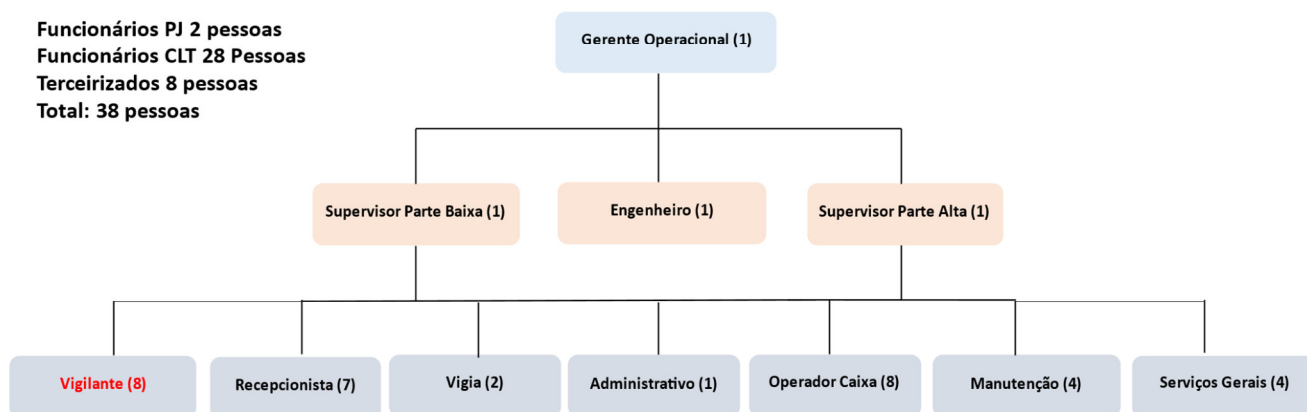 Funcionários PJ 2 pessoas
Funcionários CLT 28 Pessoas
Terceirizados 8 pessoas
Total: 38 pessoas
Gerente Operacional (1)
Supervisor Parte Baixa (1)
Engenheiro (1)
Supervisor Parte Alta (1)
Vigilante (8)
Recepcionista (7)
Vigia (2)
Administrativo (1)
Operador Caixa (8)
Manutenção (4)
Serviços Gerais (4)